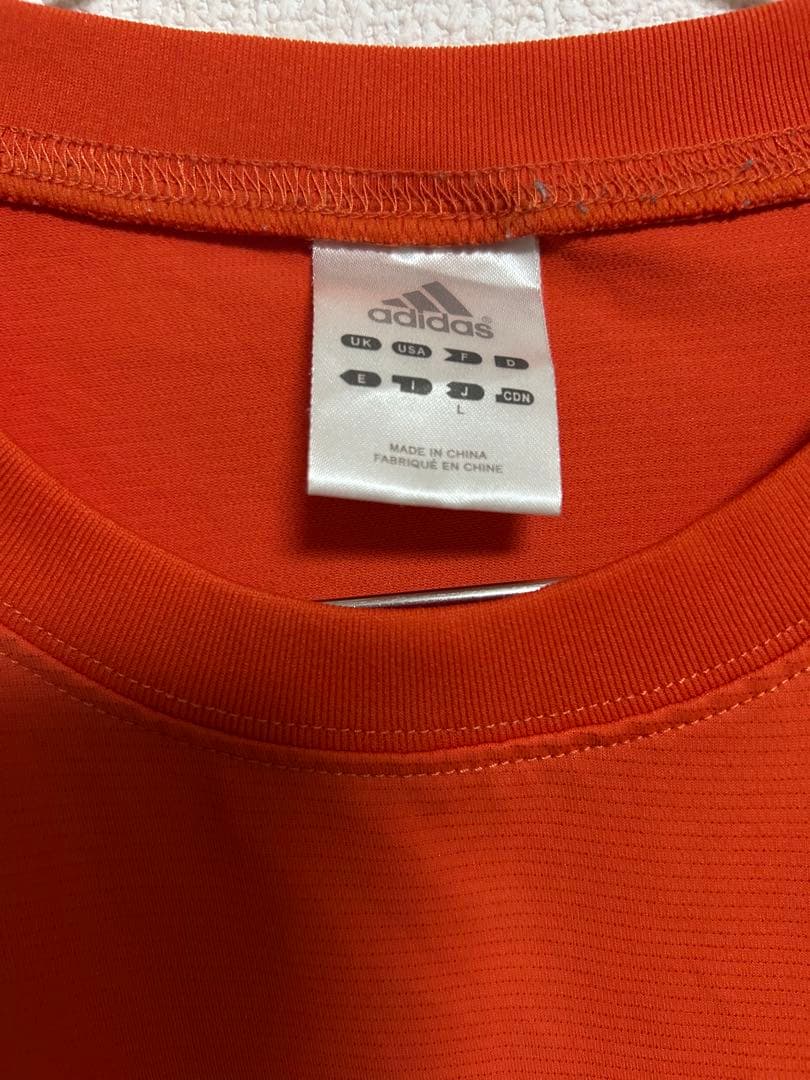 adidas®
UK USA F D
E I J CDN
L
MADE IN CHINA
FABRIQUÉ EN CHINE